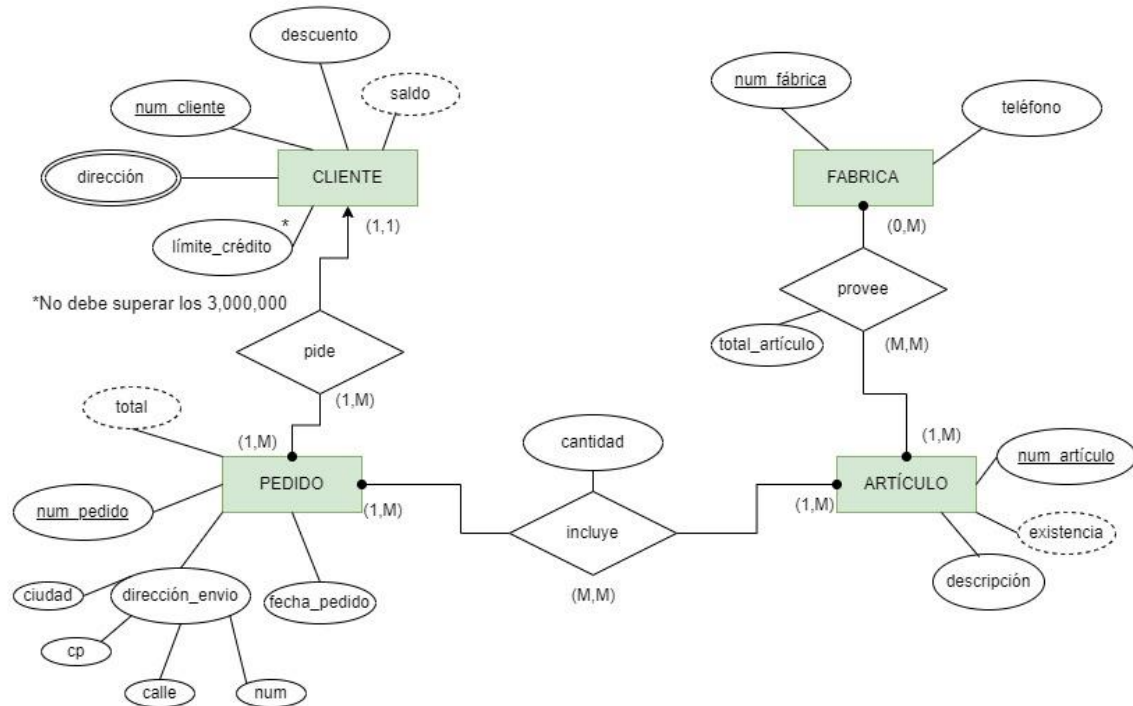 descuento
num_cliente
saldo
dirección
CLIENTE
límite_crédito
*
(1,1)
*No debe superar los 3,000,000
pide
(1,M)
num_fábrica
teléfono
FABRICA
(0,M)
provee
total_artículo
(M,M)
(1,M)
total
(1,M)
PEDIDO
(1,M)
num_pedido
ciudad
dirección_envio
fecha_pedido
cp
calle
num
cantidad
incluye
(M,M)
ARTÍCULO
(1,M)
num_artículo
existencia
descripción